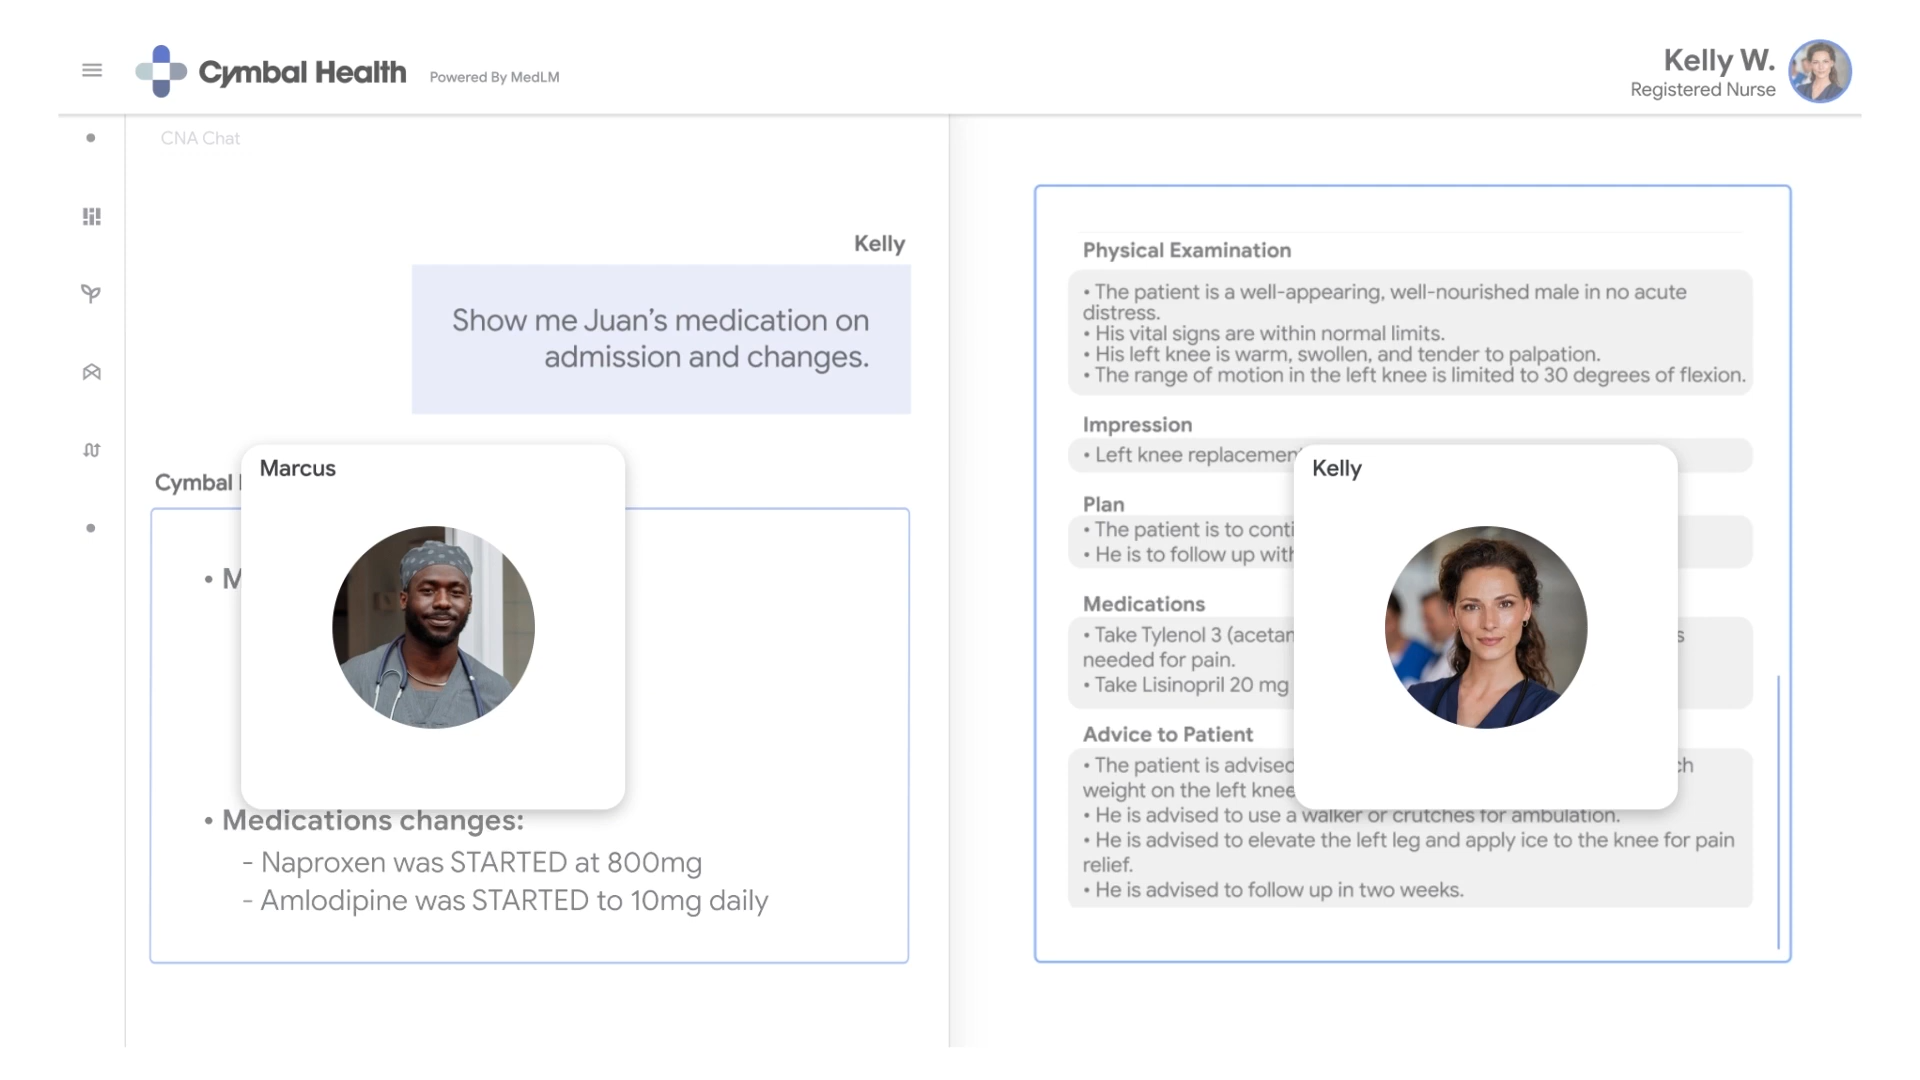 Cymbal Health Powered By MedLM
Kelly W.
Registered Nurse
CNA Chat
Kelly
Show me Juan’s medication on
admission and changes.
Cymbal
Marcus
• M
• Medications changes:
- Naproxen was STARTED at 800mg
- Amlodipine was STARTED to 10mg daily
Physical Examination
• The patient is a well-appearing, well-nourished male in no acute
distress.
• His vital signs are within normal limits.
• His left knee is warm, swollen, and tender to palpation.
• The range of motion in the left knee is limited to 30 degrees of flexion.
Impression
• Left knee replacement
Kelly
Plan
• The patient is to
• He is to follow up with
Medications
• Take Tylenol 3
needed for pain.
• Take Lisinopril 20 mg
Advice to Patient
• The patient is advised
weight on the left knee
• He is advised to use a walker or crutches for ambulation.
• He is advised to elevate the left leg and apply ice to the knee for pain
relief.
• He is advised to follow up in two weeks.